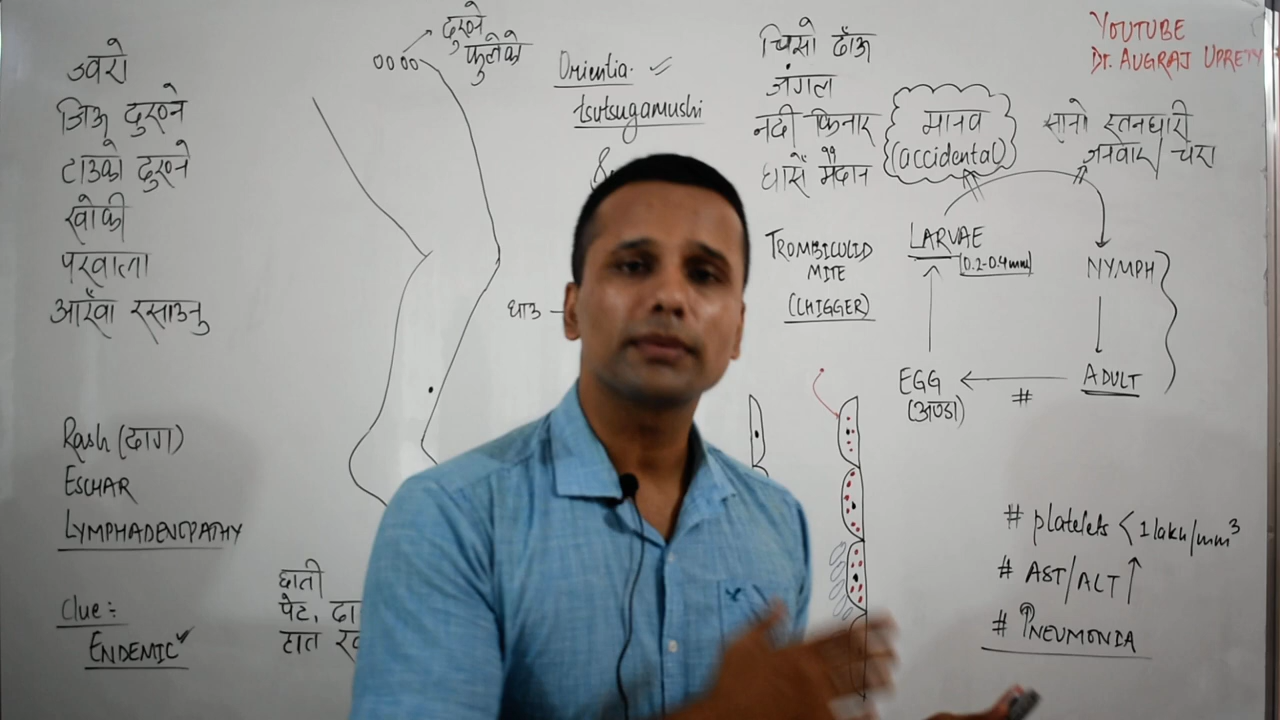 ज्वरो
जिऊ दुख्ने
टाउको दुख्ने
खोकी
पखाला
आँखा रसाउनु
Rash (दाग)
ESCHAR
LYMPHADENOPATHY
Clue:-
ENDEMIC
दुख्ने
फुलेको
Orientia
tsutsugamushi
घाउ
छाती
पेट,
हात
चिसो ठाँऊ
जंगल
नदी किनार
घाँसे मैदान
TROMBICULID
MITE
(CHIGGER)
YOUTUBE
Dr. AUGRAJ UPRETY
मानव
(accidental)
सानो स्तनधारी
जनवार/चरा
LARVAE
(0.2-0.4mm)
NYMPH
ADULT
#
EGG
(अण्डा)
# platelets < 1 lakh/mm³
# AST/ALT ↑
# PNEUMONIA